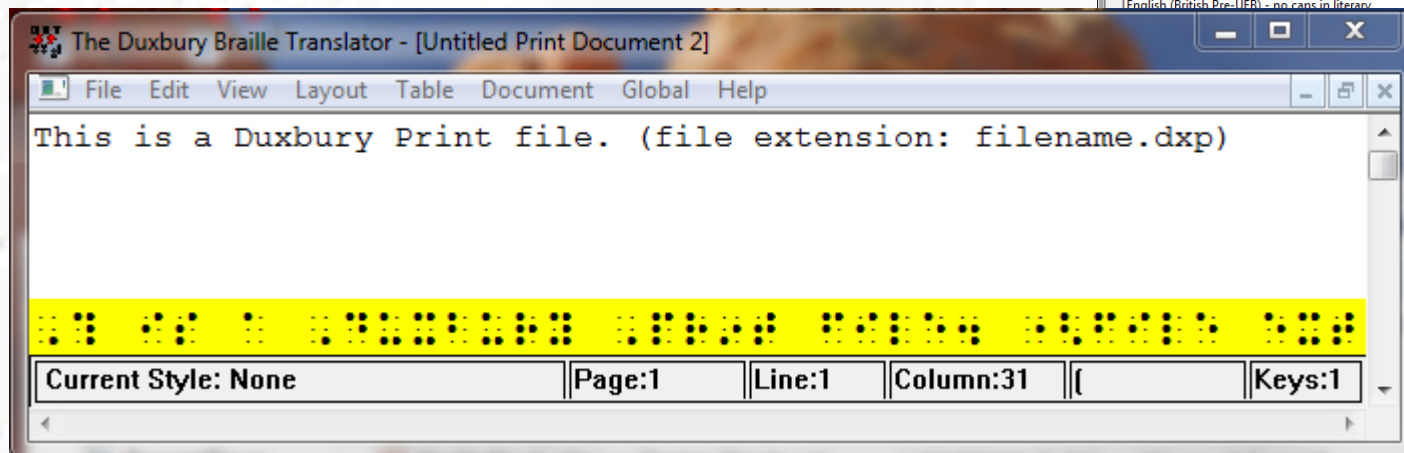 English (British Pre-UEB) - no caps in literary
The Duxbury Braille Translator - [Untitled Print Document 2]
File Edit View Layout Table Document Global Help
This is a Duxbury Print file. (file extension: filename.dxp)
⠠⠹ ⠊⠎ ⠁ ⠠⠙⠥⠭⠃⠥⠗⠽ ⠠⠏⠗⠔⠞ ⠋⠊⠇⠑⠲ ⠐⠣⠋⠊⠇⠑ ⠑⠭⠞
Current Style: None Page:1 Line:1 Column:31 ( Keys:1